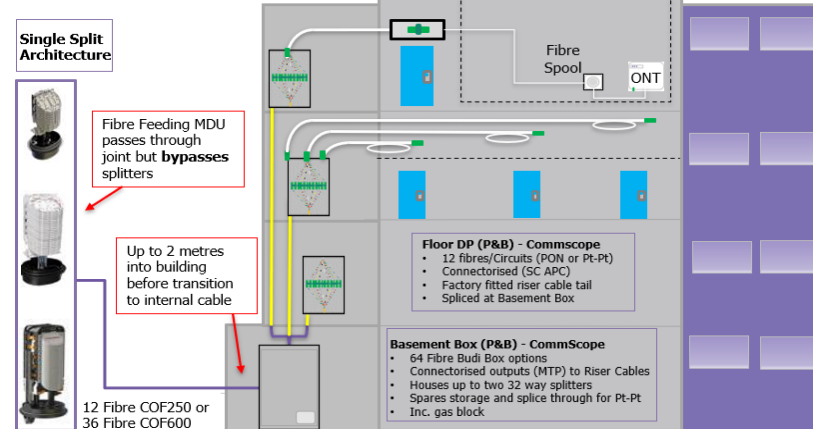 Single Split
Architecture
Fibre Feeding MDU
passes through
joint but bypasses
splitters
Up to 2 metres
into building
before transition
to internal cable
12 Fibre COF250 or
36 Fibre COF600
Fibre
Spool
ONT
Floor DP (P&B) - Commscope
• 12 fibres/Circuits (PON or Pt-Pt)
• Connectorised (SC APC)
• Factory fitted riser cable tail
• Spliced at Basement Box
Basement Box (P&B) - CommScope
• 64 Fibre Budi Box options
• Connectorised outputs (MTP) to Riser Cables
• Houses up to two 32 way splitters
• Spares storage and splice through for Pt-Pt
• Inc. gas block